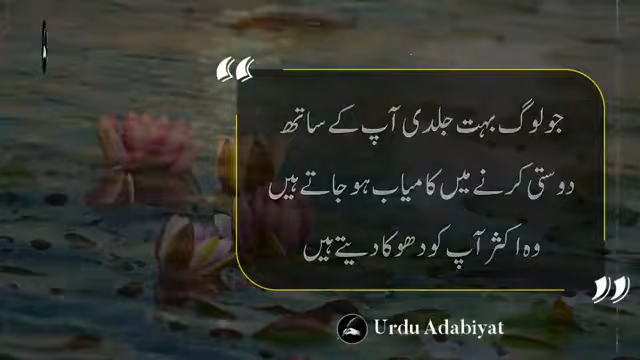 جو لوگ بہت جلدی آپ کے ساتھ
دوستی کرنے میں کامیاب ہو جاتے ہیں
وہ اکثر آپ کو دھوکا دیتے ہیں
Urdu Adabiyat